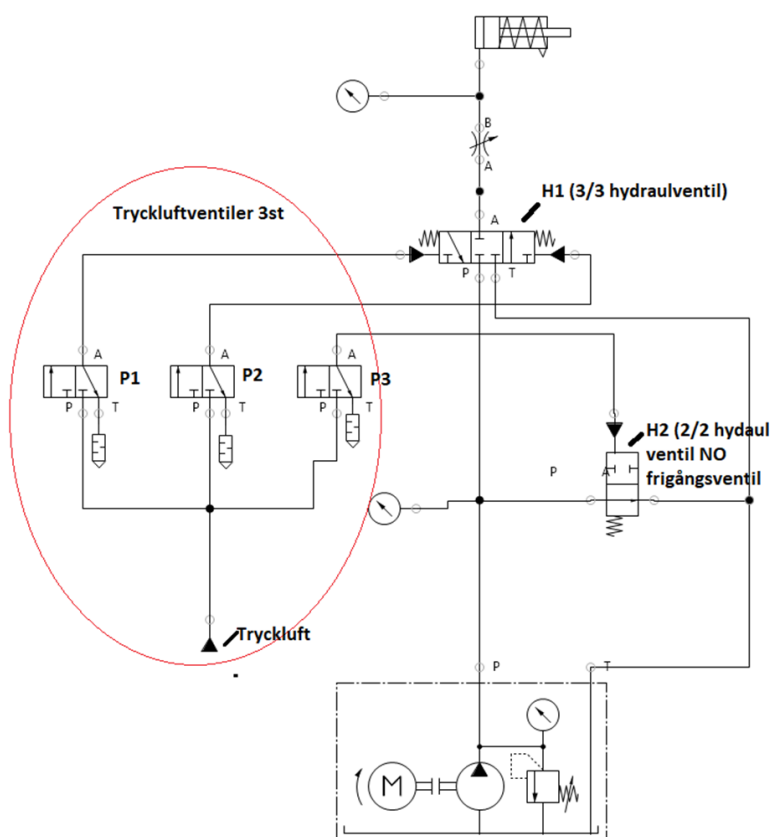 B
A
H1 (3/3 hydraulventil)
Tryckluftventiler 3st
A
P T
A A A
P1 P2 P3
P T P T P T
H2 (2/2 hydaul
ventil NO
frigångsventil
P A
Tryckluft
P T
M